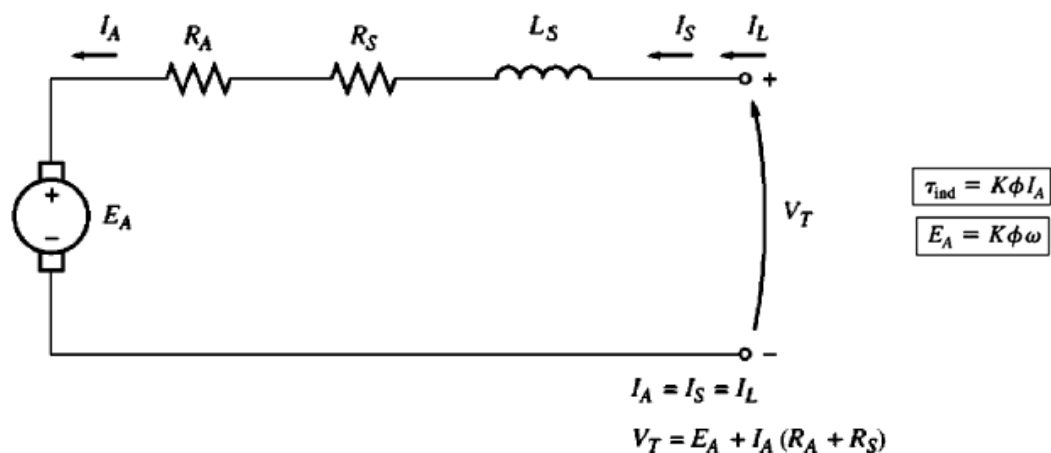 I_A R_A R_S L_S I_S I_L
+
+
−
E_A
V_T
τ_ind = KϕI_A
E_A = Kϕω
−
I_A = I_S = I_L
V_T = E_A + I_A (R_A + R_S)